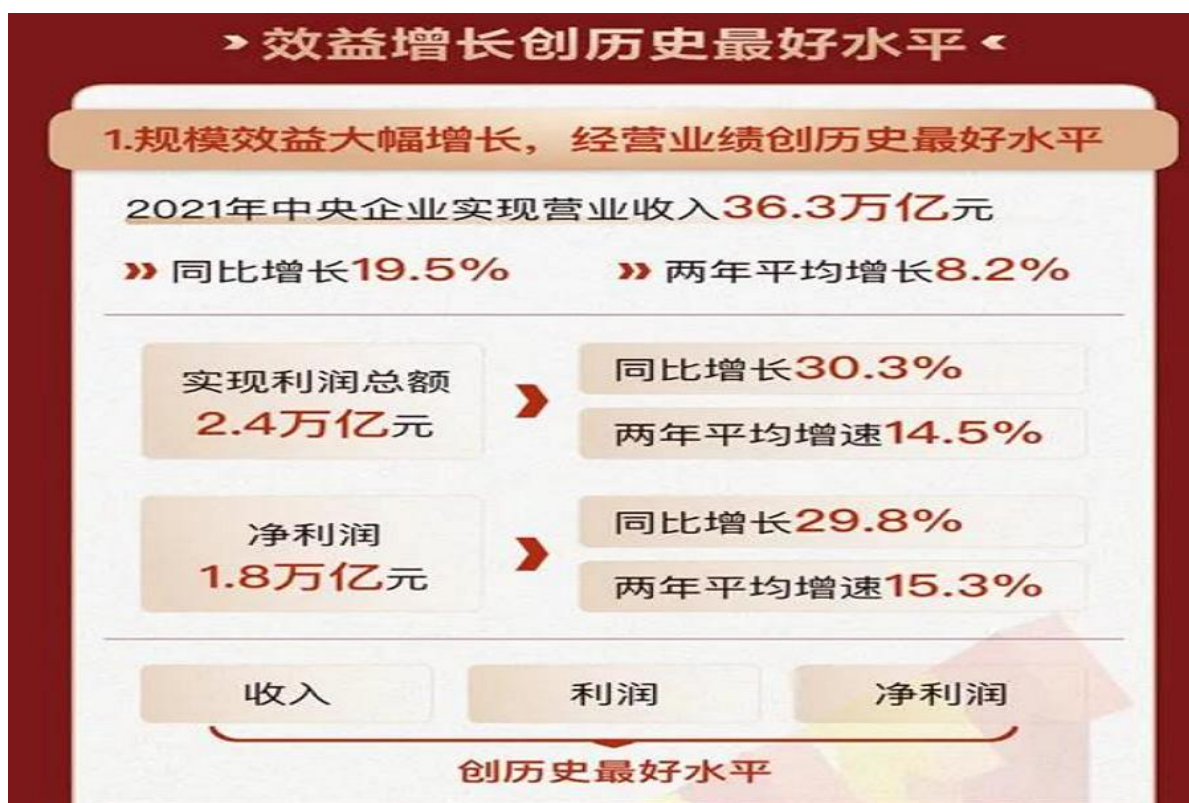 效益增长创历史最好水平
1.规模效益大幅增长，经营业绩创历史最好水平
2021年中央企业实现营业收入36.3万亿元
同比增长19.5% 两年平均增长8.2%
实现利润总额
2.4万亿元
同比增长30.3%
两年平均增速14.5%
净利润
1.8万亿元
同比增长29.8%
两年平均增速15.3%
收入 利润 净利润
创历史最好水平